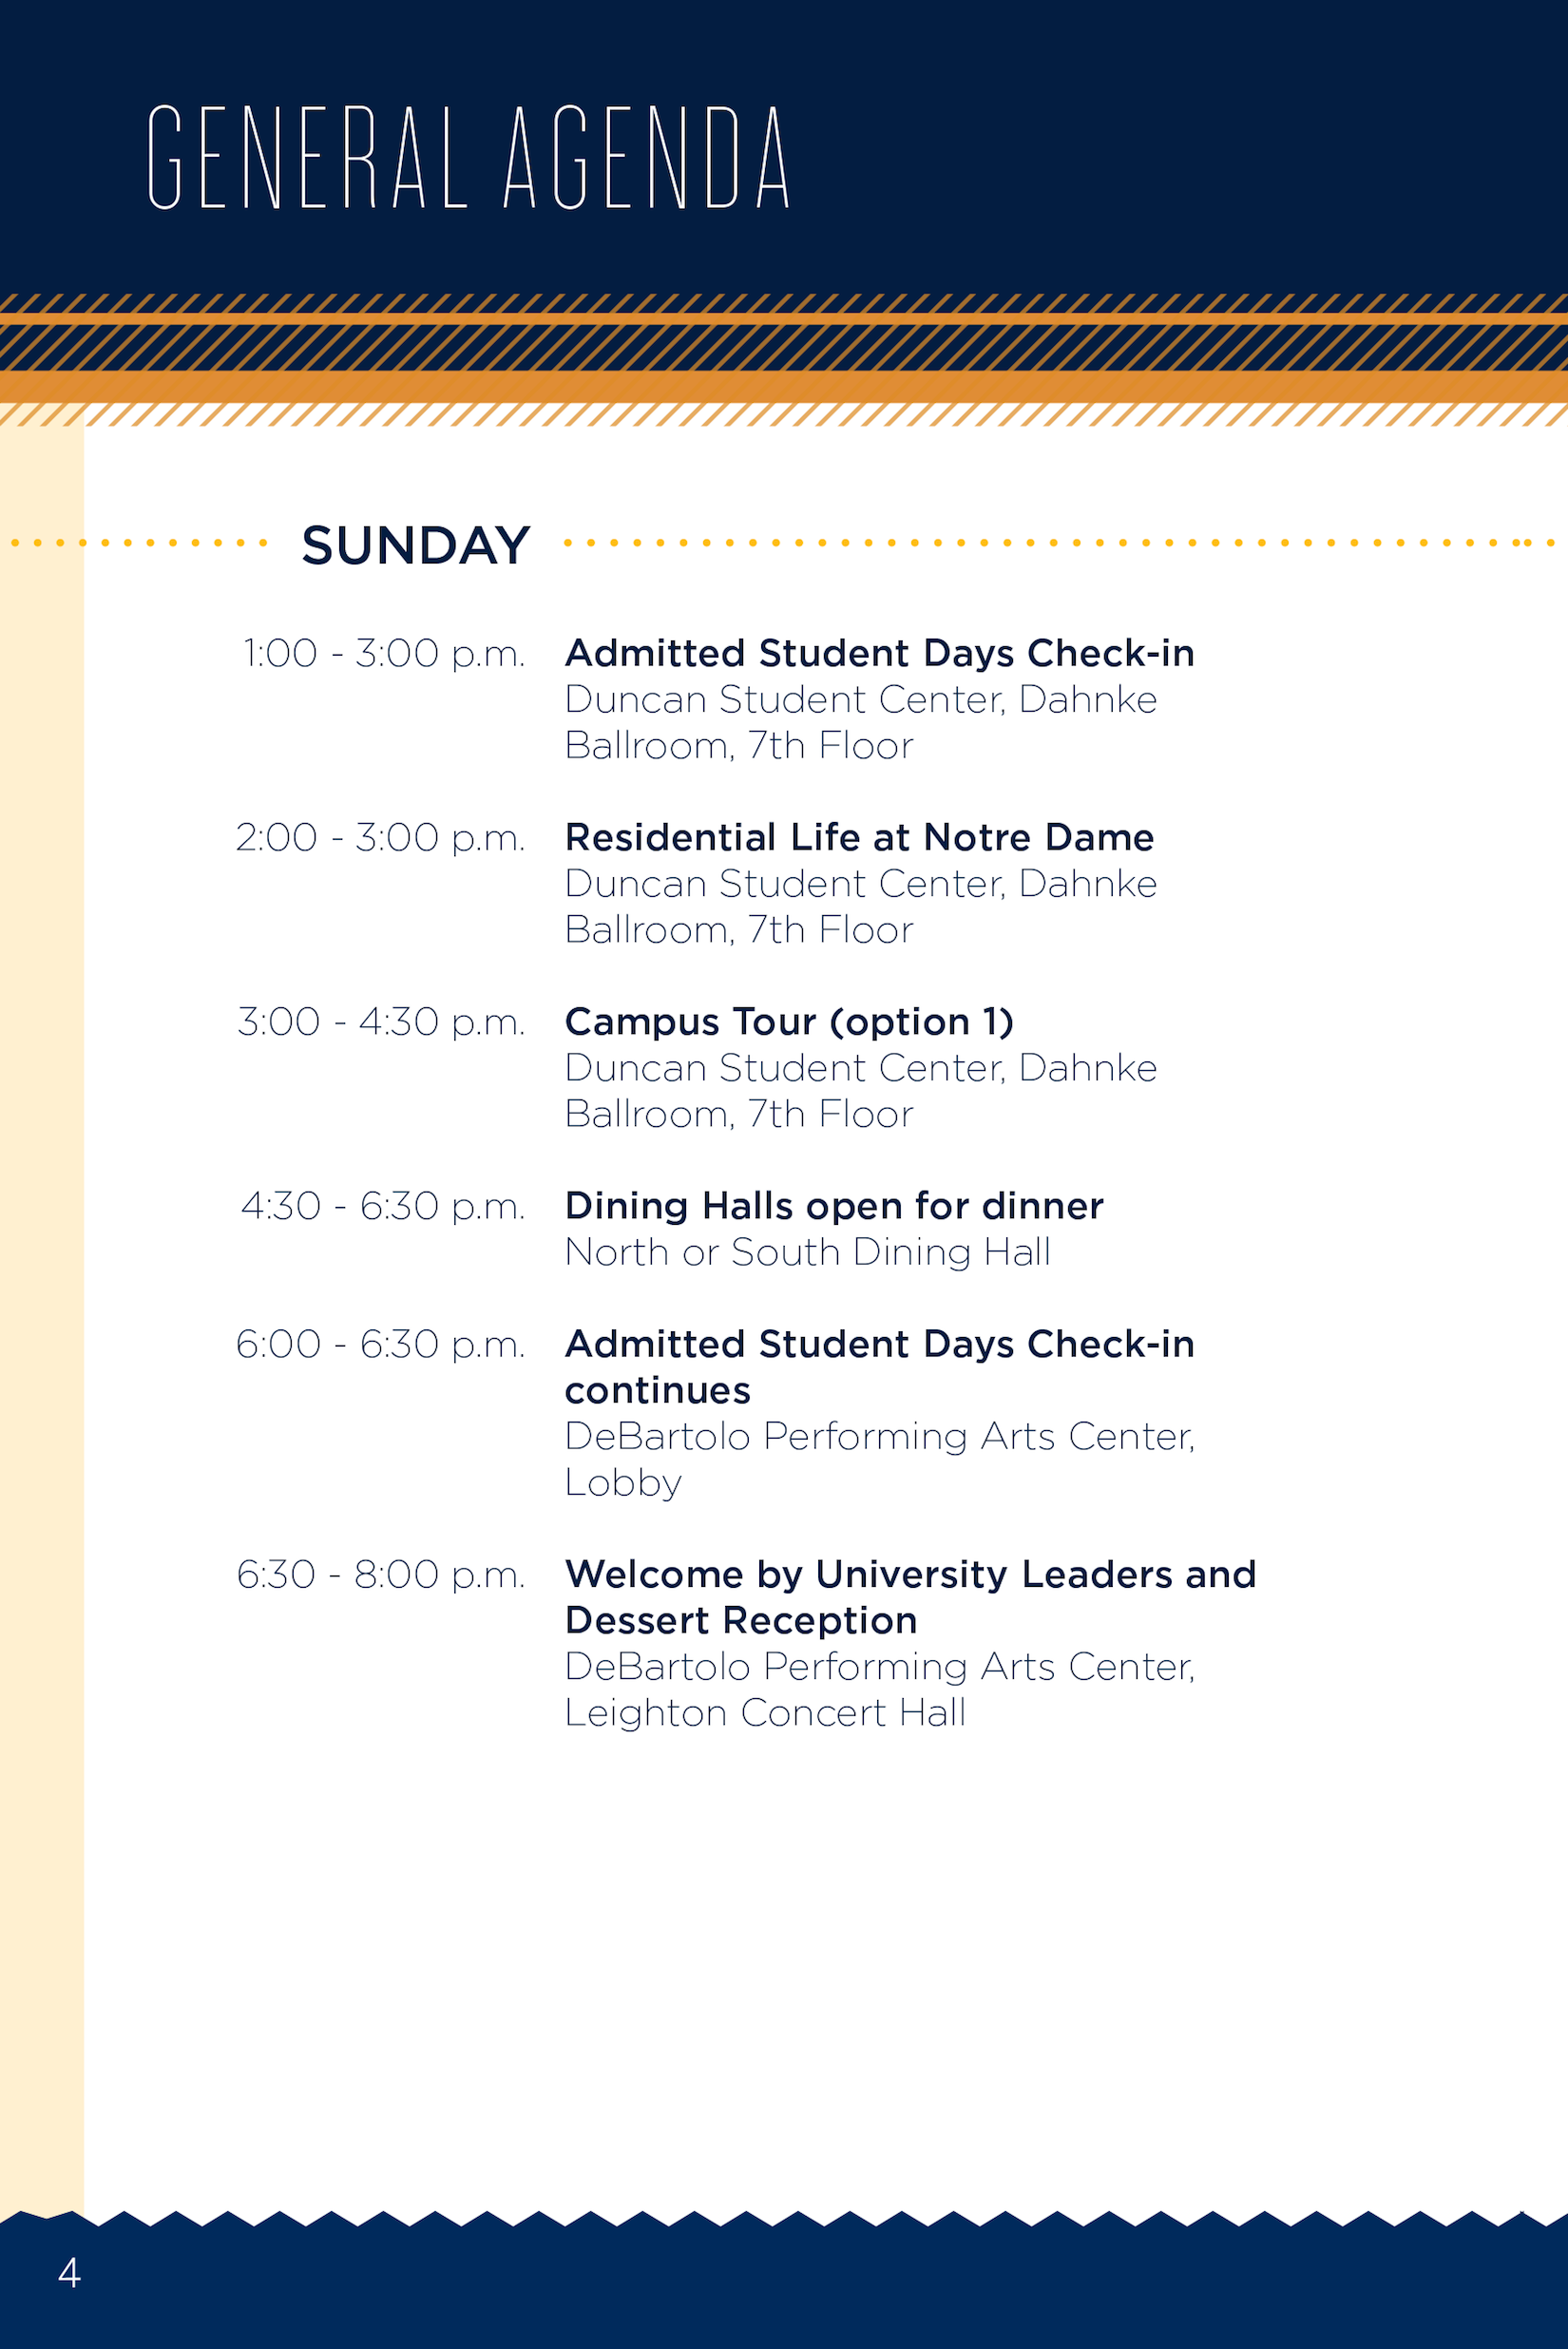 GENERAL AGENDA
SUNDAY
1:00 - 3:00 p.m. Admitted Student Days Check-in
Duncan Student Center, Dahnke
Ballroom, 7th Floor
2:00 - 3:00 p.m. Residential Life at Notre Dame
Duncan Student Center, Dahnke
Ballroom, 7th Floor
3:00 - 4:30 p.m. Campus Tour (option 1)
Duncan Student Center, Dahnke
Ballroom, 7th Floor
4:30 - 6:30 p.m. Dining Halls open for dinner
North or South Dining Hall
6:00 - 6:30 p.m. Admitted Student Days Check-in
continues
DeBartolo Performing Arts Center,
Lobby
6:30 - 8:00 p.m. Welcome by University Leaders and
Dessert Reception
DeBartolo Performing Arts Center,
Leighton Concert Hall
4